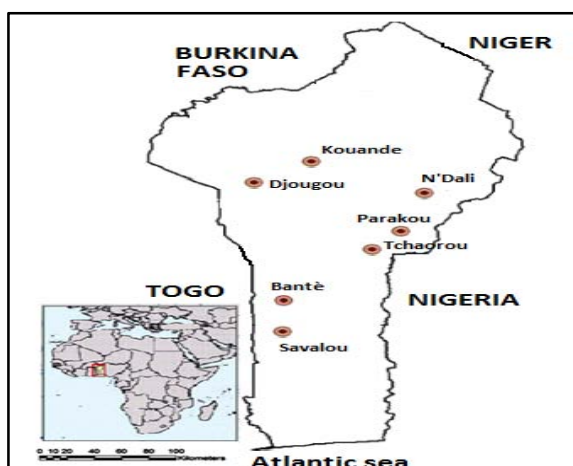 BURKINA
FASO
NIGER
Kouande
N'Dali
Djougou
Parakou
Tchaorou
TOGO
Bantè
NIGERIA
Savalou
0 10 20 40 60 80 100
Kilometers
Atlantic sea